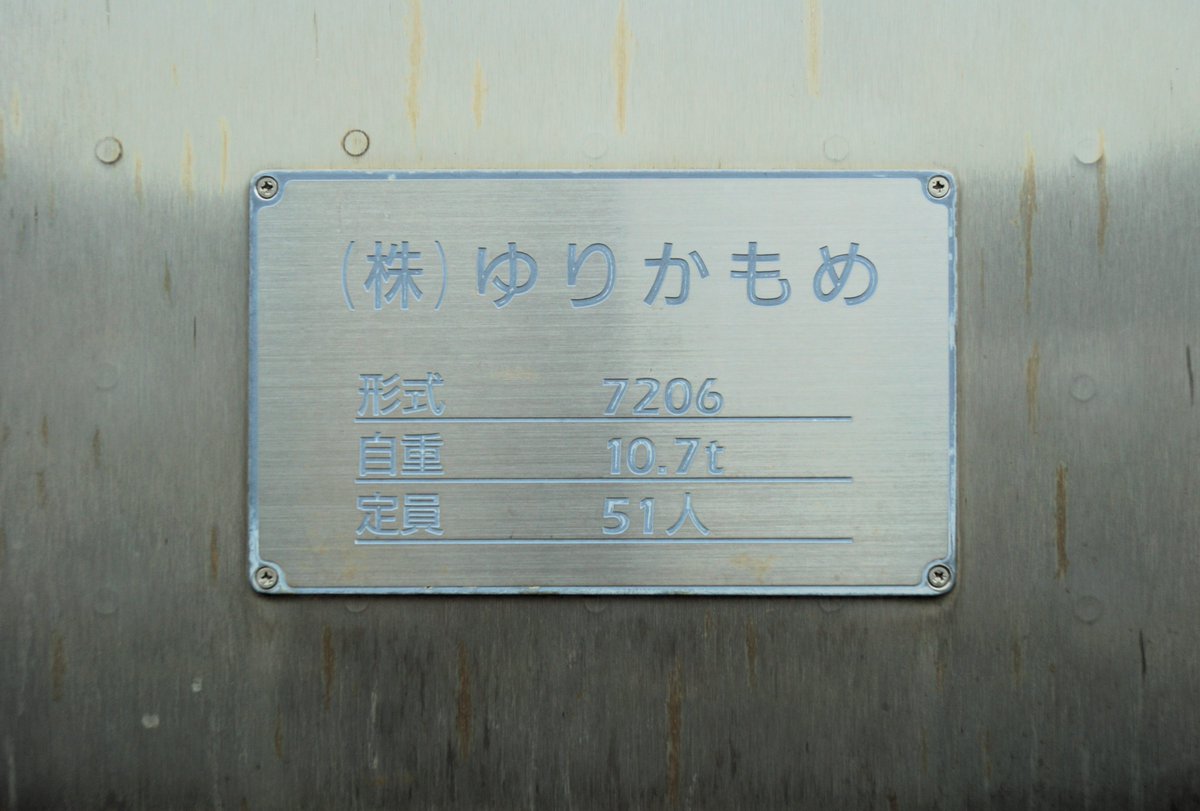 (株)ゆりかもめ
形式 7206
自重 10.7t
定員 51人